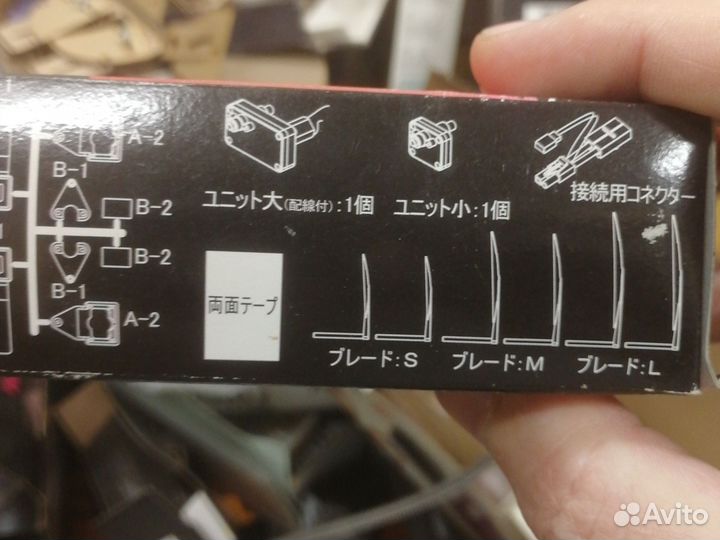 A-2
B-1
B-2
B-2
B-1
A-2
ユニット大(配線付):1個
ユニット小:1個
接続用コネクター
両面テープ
ブレード:S
ブレード:M
ブレード:L
Avito